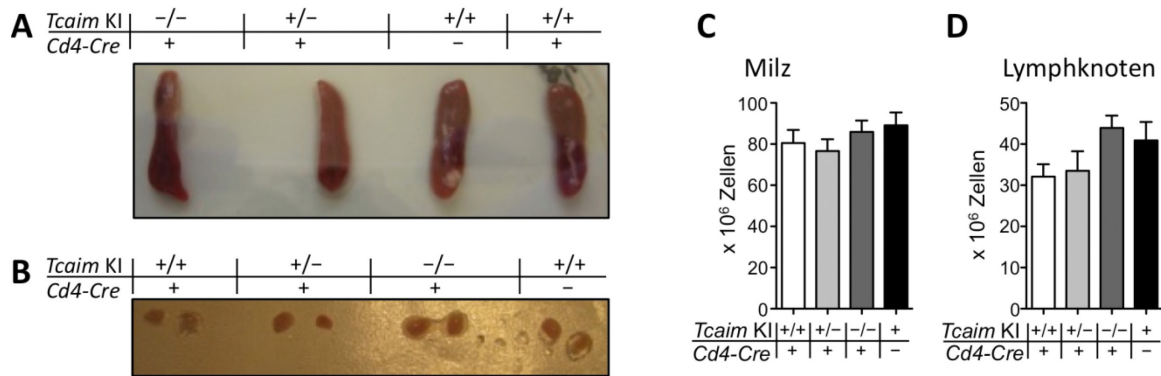 A
Tcaim KI −/− +/− +/+ +/+
Cd4-Cre + + − +
B
Tcaim KI +/+ +/− −/− +/+
Cd4-Cre + + + −
C
Milz
100
80
60
40
20
0
x 10⁶ Zellen
Tcaim KI +/+ +/− −/− +
Cd4-Cre + + + −
D
Lymphknoten
50
40
30
20
10
0
x 10⁶ Zellen
Tcaim KI +/+ +/− −/− +
Cd4-Cre + + + −